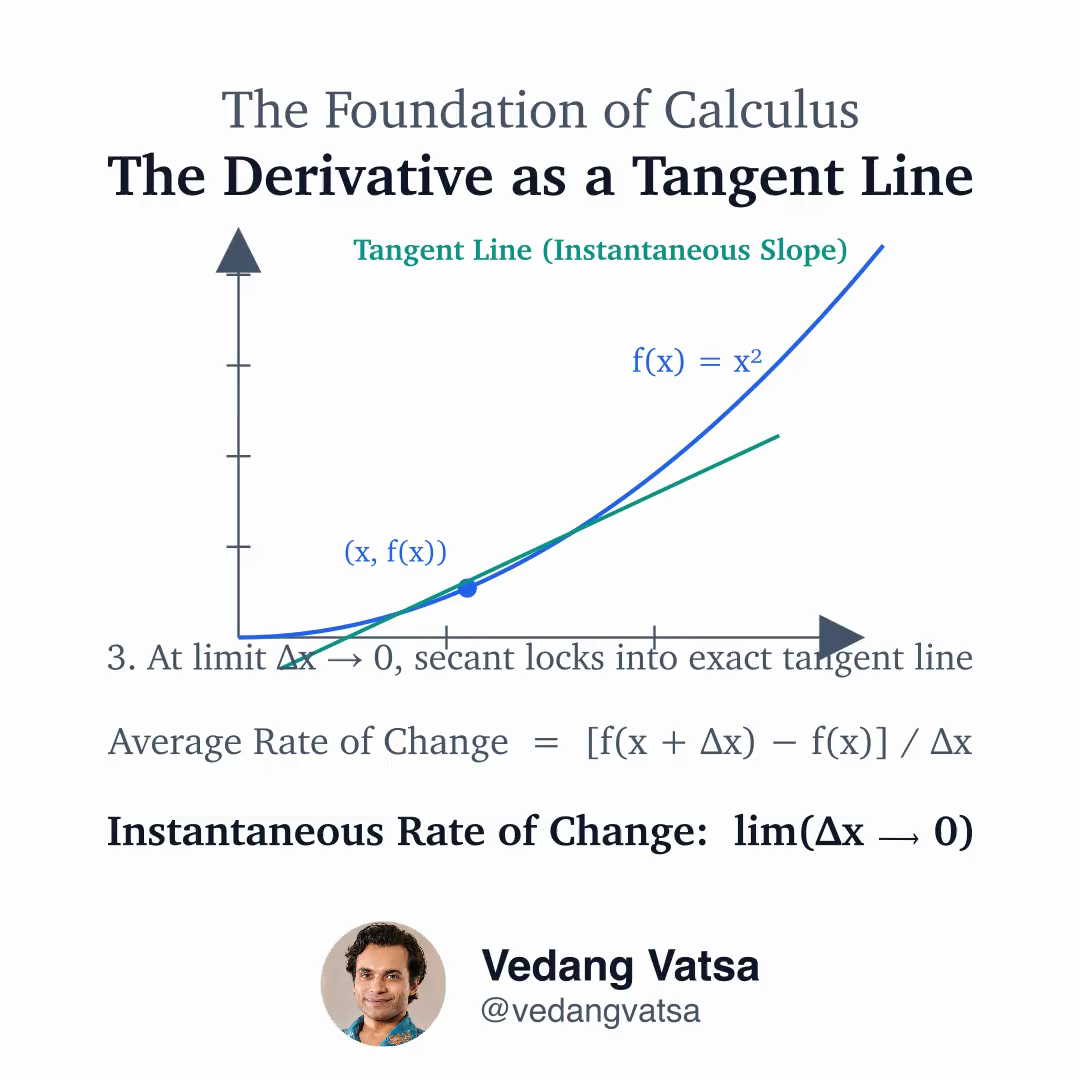 The Foundation of Calculus
The Derivative as a Tangent Line
Tangent Line (Instantaneous Slope)
f(x) = x²
(x, f(x))
3. At limit Δx → 0, secant locks into exact tangent line
Average Rate of Change = [f(x + Δx) − f(x)] / Δx
Instantaneous Rate of Change: lim(Δx → 0)
Vedang Vatsa
@vedangvatsa